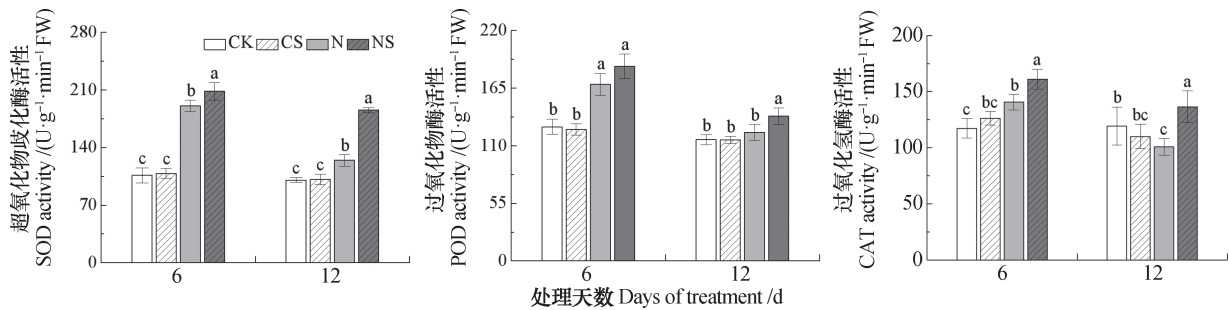 超氧化物歧化酶活性
SOD activity /(U·g⁻¹·min⁻¹ FW)
280
210
140
70
0
CK CS N NS
c c b a
c c b a
6 12
过氧化物酶活性
POD activity /(U·g⁻¹·min⁻¹ FW)
220
165
110
55
0
b b a a
b b b a
6 12
过氧化氢酶活性
CAT activity /(U·g⁻¹·min⁻¹ FW)
200
150
100
50
0
c bc b a
b bc c a
6 12
处理天数 Days of treatment /d